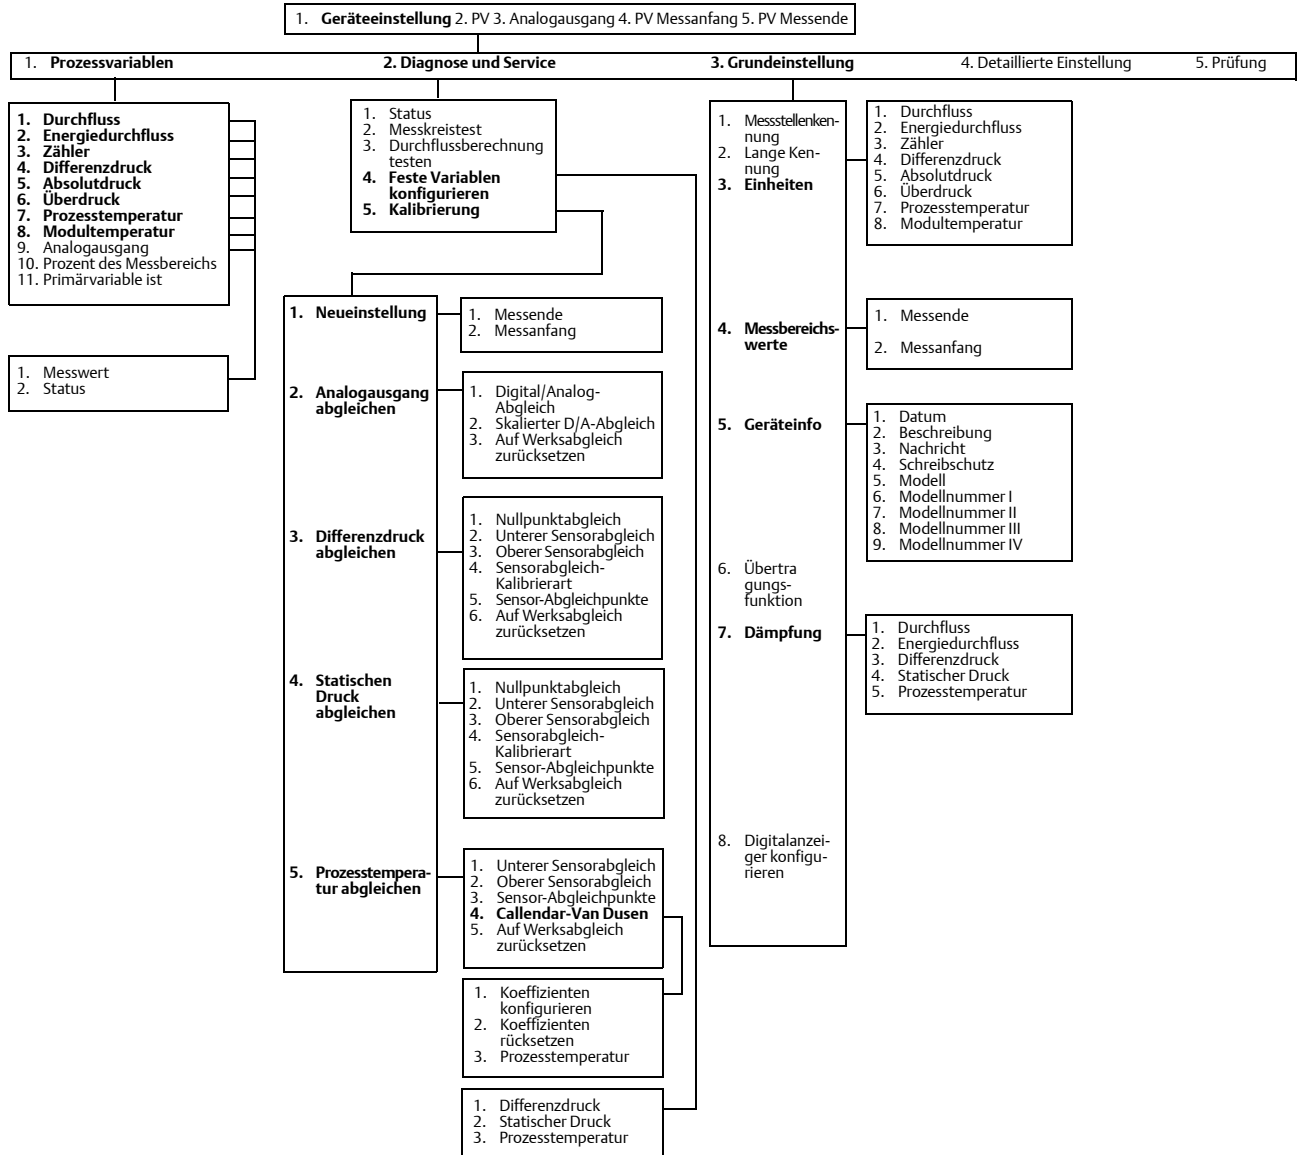 1. Geräteeinstellung 2. PV 3. Analogausgang 4. PV Messanfang 5. PV Messende
1. Prozessvariablen
2. Diagnose und Service
3. Grundeinstellung
4. Detaillierte Einstellung
5. Prüfung
1. Durchfluss
2. Energiedurchfluss
3. Zähler
4. Differenzdruck
5. Absolutdruck
6. Überdruck
7. Prozesstemperatur
8. Modultemperatur
9. Analogausgang
10. Prozent des Messbereichs
11. Primärvariable ist
1. Messwert
2. Status
1. Status
2. Messkreistest
3. Durchflussberechnung
testen
4. Feste Variablen
konfigurieren
5. Kalibrierung
1. Neueinstellung
2. Analogausgang
abgleichen
3. Differenzdruck
abgleichen
4. Statischen
Druck
abgleichen
5. Prozesstempera-
tur abgleichen
1. Messende
2. Messanfang
1. Digital/Analog-
Abgleich
2. Skalierter D/A-Abgleich
3. Auf Werksabgleich
zurücksetzen
1. Nullpunktabgleich
2. Unterer Sensorabgleich
3. Oberer Sensorabgleich
4. Sensorabgleich-
Kalibrierart
5. Sensor-Abgleichpunkte
6. Auf Werksabgleich
zurücksetzen
1. Nullpunktabgleich
2. Unterer Sensorabgleich
3. Oberer Sensorabgleich
4. Sensorabgleich-
Kalibrierart
5. Sensor-Abgleichpunkte
6. Auf Werksabgleich
zurücksetzen
1. Unterer Sensorabgleich
2. Oberer Sensorabgleich
3. Sensor-Abgleichpunkte
4. Callendar-Van Dusen
5. Auf Werksabgleich
zurücksetzen
1. Koeffizienten
konfigurieren
2. Koeffizienten
rücksetzen
3. Prozesstemperatur
1. Differenzdruck
2. Statischer Druck
3. Prozesstemperatur
1. Messstellenken-
nung
2. Lange Ken-
nung
3. Einheiten
4. Messbereichs-
werte
5. Geräteinfo
6. Übertra
gungs-
funktion
7. Dämpfung
8. Digitalanzei-
ger konfigu-
rieren
1. Durchfluss
2. Energiedurchfluss
3. Zähler
4. Differenzdruck
5. Absolutdruck
6. Überdruck
7. Prozesstemperatur
8. Modultemperatur
1. Messende
2. Messanfang
1. Datum
2. Beschreibung
3. Nachricht
4. Schreibschutz
5. Modell
6. Modellnummer I
7. Modellnummer II
8. Modellnummer III
9. Modellnummer IV
1. Durchfluss
2. Energiedurchfluss
3. Differenzdruck
4. Statischer Druck
5. Prozesstemperatur